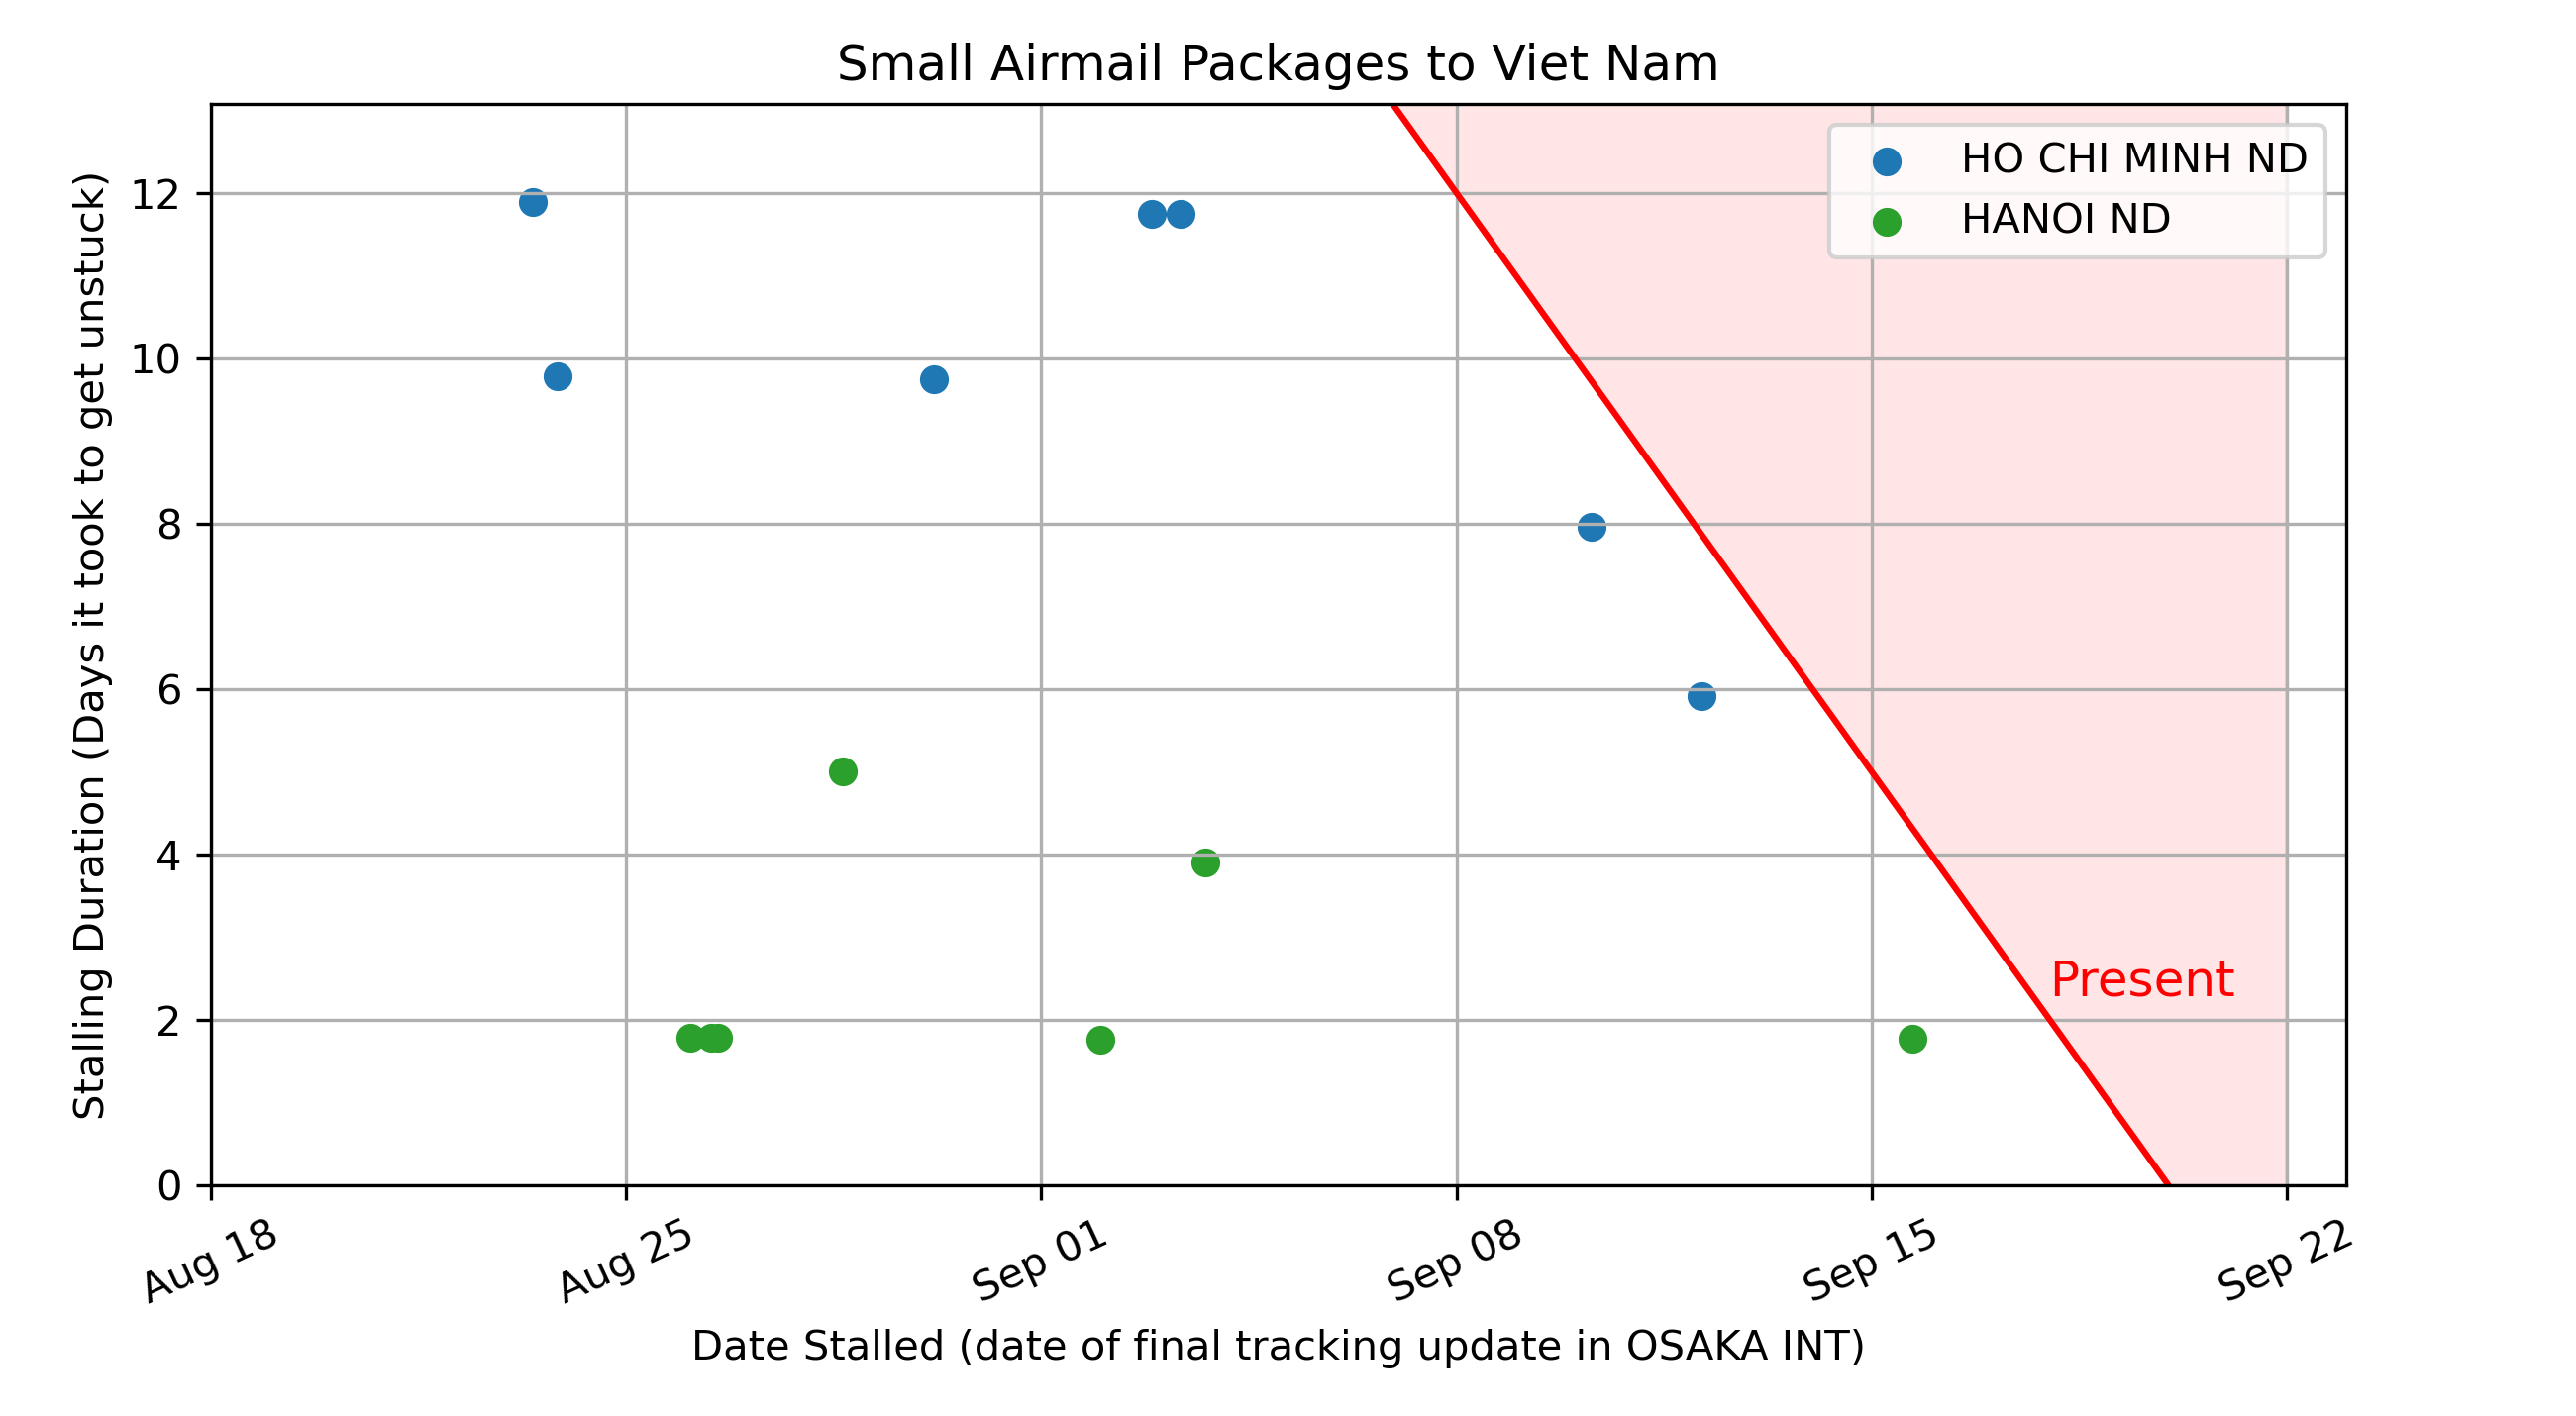 Small Airmail Packages to Viet Nam
HO CHI MINH ND
HANOI ND
Stalling Duration (Days it took to get unstuck)
12
10
8
6
4
2
0
Present
Aug 18
Aug 25
Sep 01
Sep 08
Sep 15
Sep 22
Date Stalled (date of final tracking update in OSAKA INT)